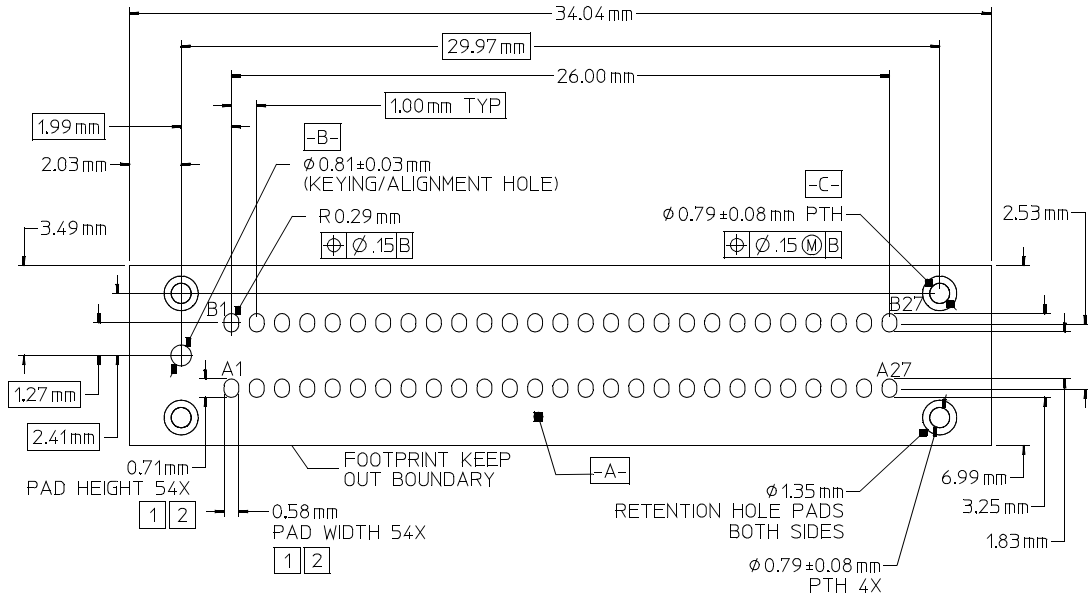 34.04mm
29.97mm
26.00mm
1.00mm TYP
1.99mm
-B-
2.03mm
Ø0.81±0.03mm
(KEYING/ALIGNMENT HOLE)
-C-
R0.29mm
Ø0.79±0.08mm PTH
2.53mm
3.49mm
⌖ Ø.15 B
⌖ Ø.15 Ⓜ B
B1
B27
A1
A27
1.27mm
2.41mm
0.71mm
PAD HEIGHT 54X
1 2
FOOTPRINT KEEP
OUT BOUNDARY
-A-
0.58mm
PAD WIDTH 54X
1 2
Ø1.35mm
RETENTION HOLE PADS
BOTH SIDES
6.99mm
3.25mm
1.83mm
Ø0.79±0.08mm
PTH 4X